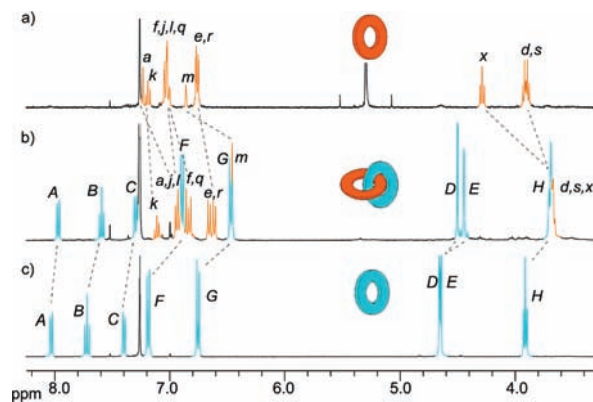 a)
a
k
f,j,l,q
m
e,r
x
d,s
b)
A
B
C
k
a,j,l
F
f,q
e,r
G
m
D
E
H
d,s,x
c)
A
B
C
F
G
D
E
H
8.0 7.0 6.0 5.0 4.0
ppm